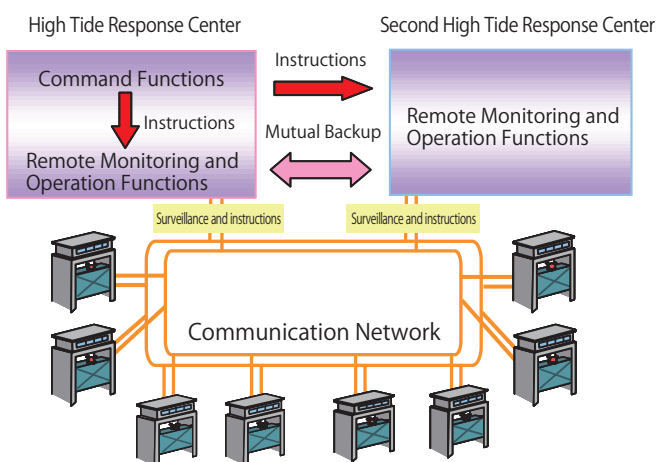 High Tide Response Center
Second High Tide Response Center
Command Functions
Instructions
Remote Monitoring and
Operation Functions
Instructions
Mutual Backup
Remote Monitoring and
Operation Functions
Surveillance and instructions
Surveillance and instructions
Communication Network